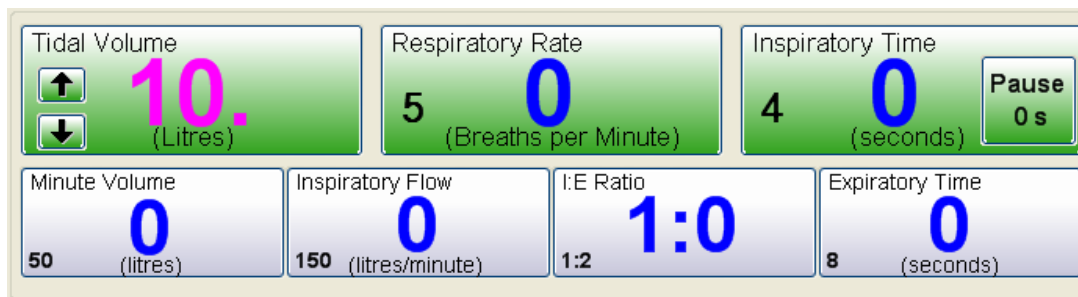 Tidal Volume
10.
(Litres)
Respiratory Rate
5
0
(Breaths per Minute)
Inspiratory Time
4
0
(seconds)
Pause
0 s
Minute Volume
0
50
(litres)
Inspiratory Flow
0
150
(litres/minute)
I:E Ratio
1:0
1:2
Expiratory Time
0
8
(seconds)